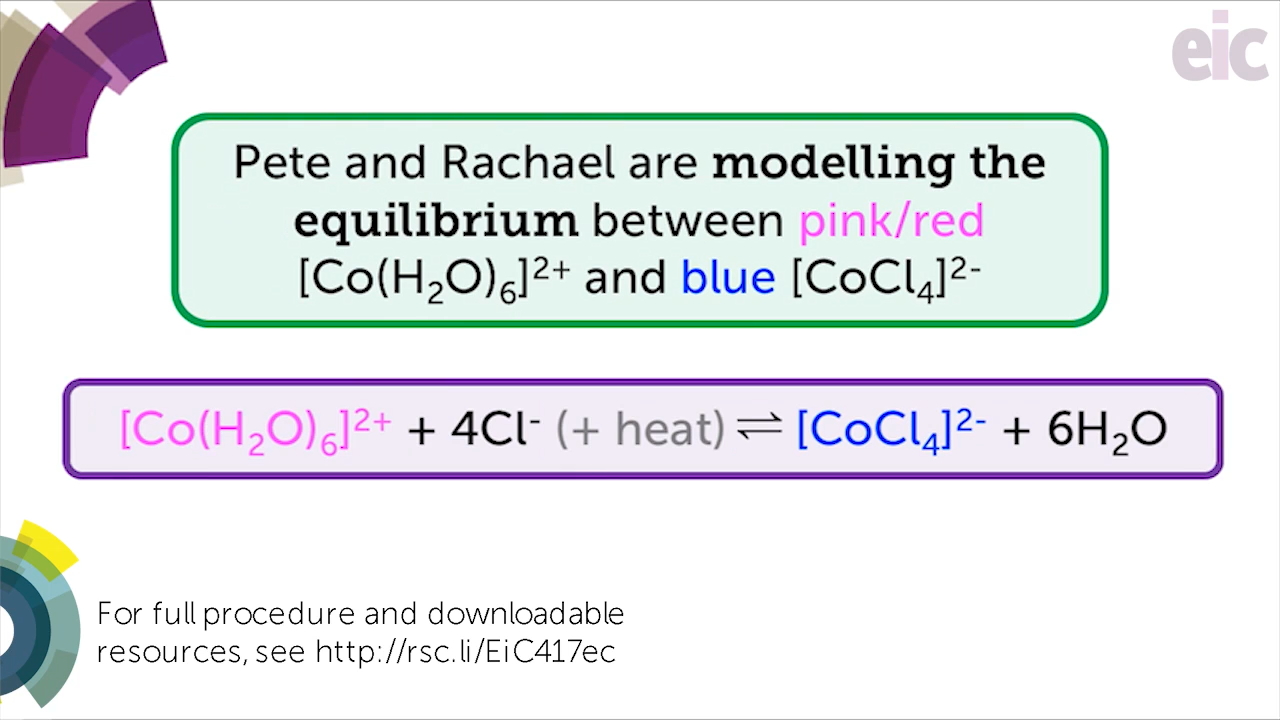 eic
Pete and Rachael are modelling the
equilibrium between pink/red
[Co(H₂O)₆]²⁺ and blue [CoCl₄]²⁻
[Co(H₂O)₆]²⁺ + 4Cl⁻ (+ heat) ⇌ [CoCl₄]²⁻ + 6H₂O
For full procedure and downloadable
resources, see http://rsc.li/EiC417ec